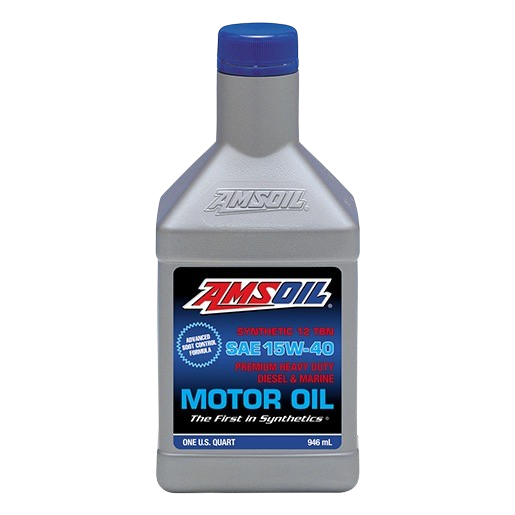 AMSOIL®
AMSOIL®
SYNTHETIC 12 TBN
SAE 15W-40
PREMIUM HEAVY DUTY
DIESEL & MARINE
ADVANCED
SOOT CONTROL
FORMULA
MOTOR OIL
The First in Synthetics®
ONE U.S. QUART 946 mL